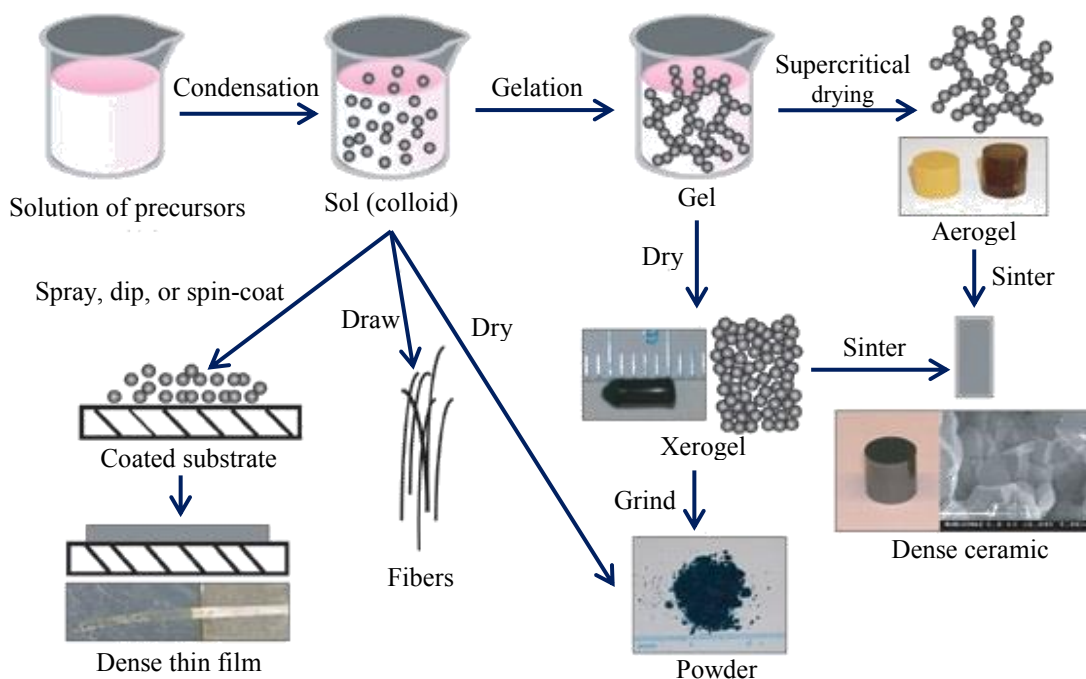 Condensation
Gelation
Supercritical
drying
Solution of precursors
Sol (colloid)
Gel
Aerogel
Spray, dip, or spin-coat
Draw
Dry
Dry
Sinter
Sinter
Coated substrate
Xerogel
Grind
Fibers
Dense ceramic
Dense thin film
Powder